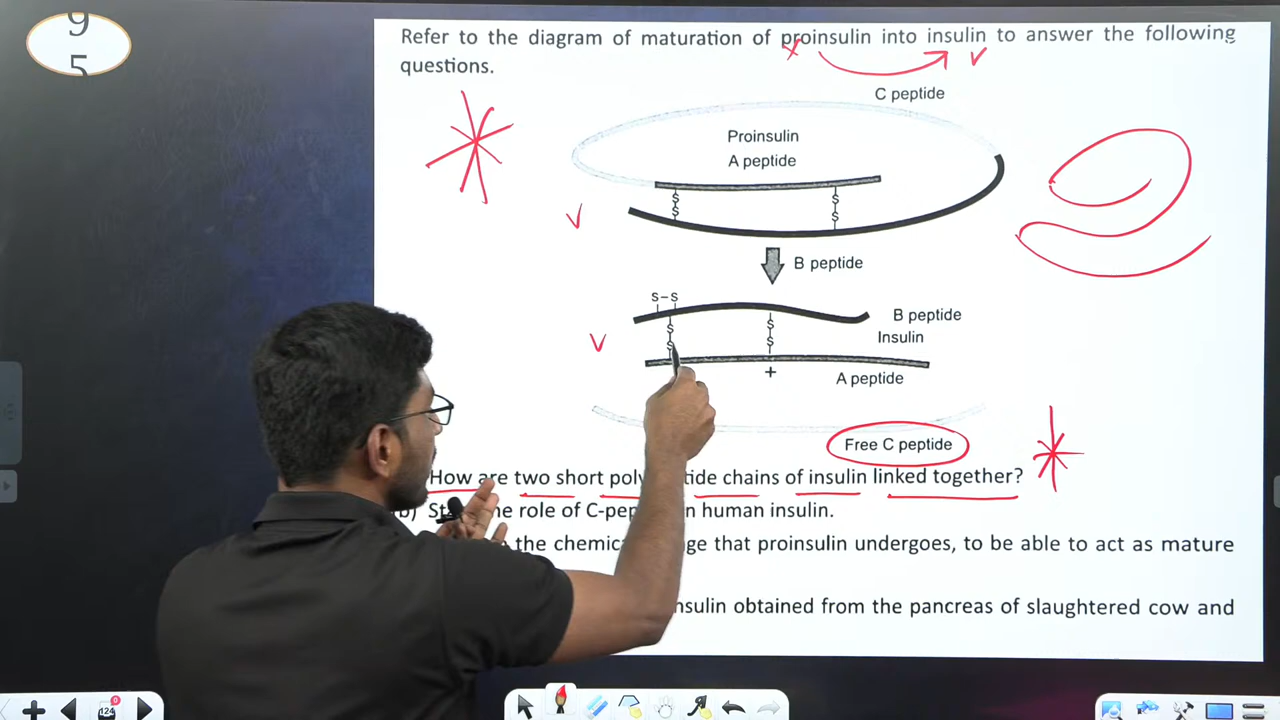 9
5
Refer to the diagram of maturation of proinsulin into insulin to answer the following
questions.
C peptide
Proinsulin
A peptide
S S
S S
B peptide
S-S
B peptide
S S
S S
Insulin
+
A peptide
Free C peptide
How are two short tide chains of insulin linked together?
b) the role of n human insulin.
the chemic ge that proinsulin undergoes, to be able to act as mature
nsulin obtained from the pancreas of slaughtered cow and
0
124